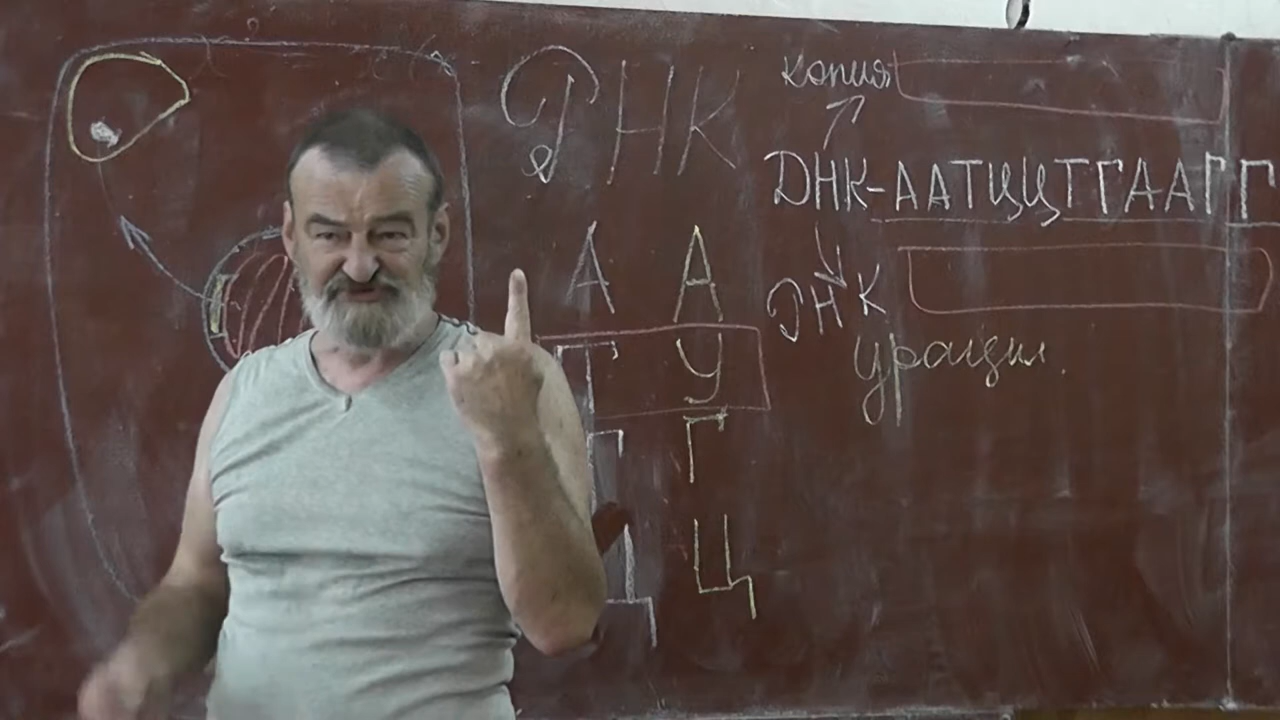 РНК
А А
Т У
Г Г
Ц Ц
Копия
ДНК-ААТЦЦТГААГГ
РНК
урацил.